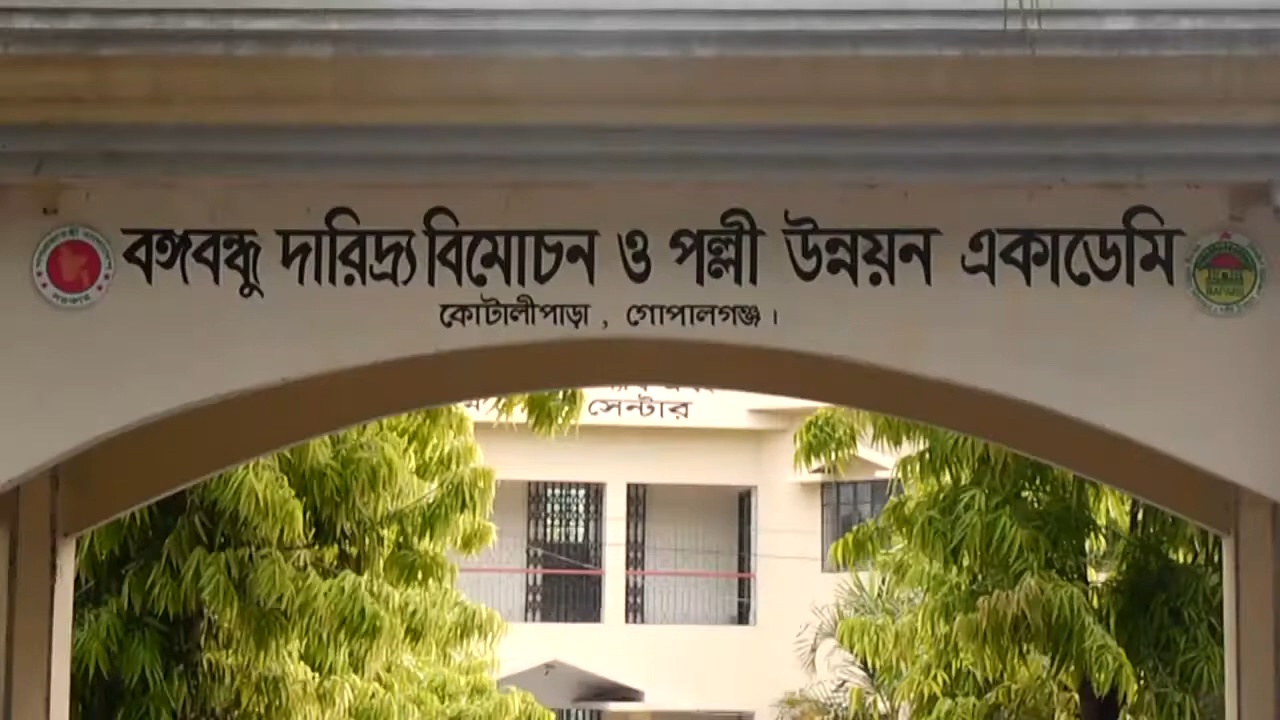 বঙ্গবন্ধু দারিদ্র্য বিমোচন ও পল্লী উন্নয়ন একাডেমি
কোটালীপাড়া, গোপালগঞ্জ।
সেন্টার